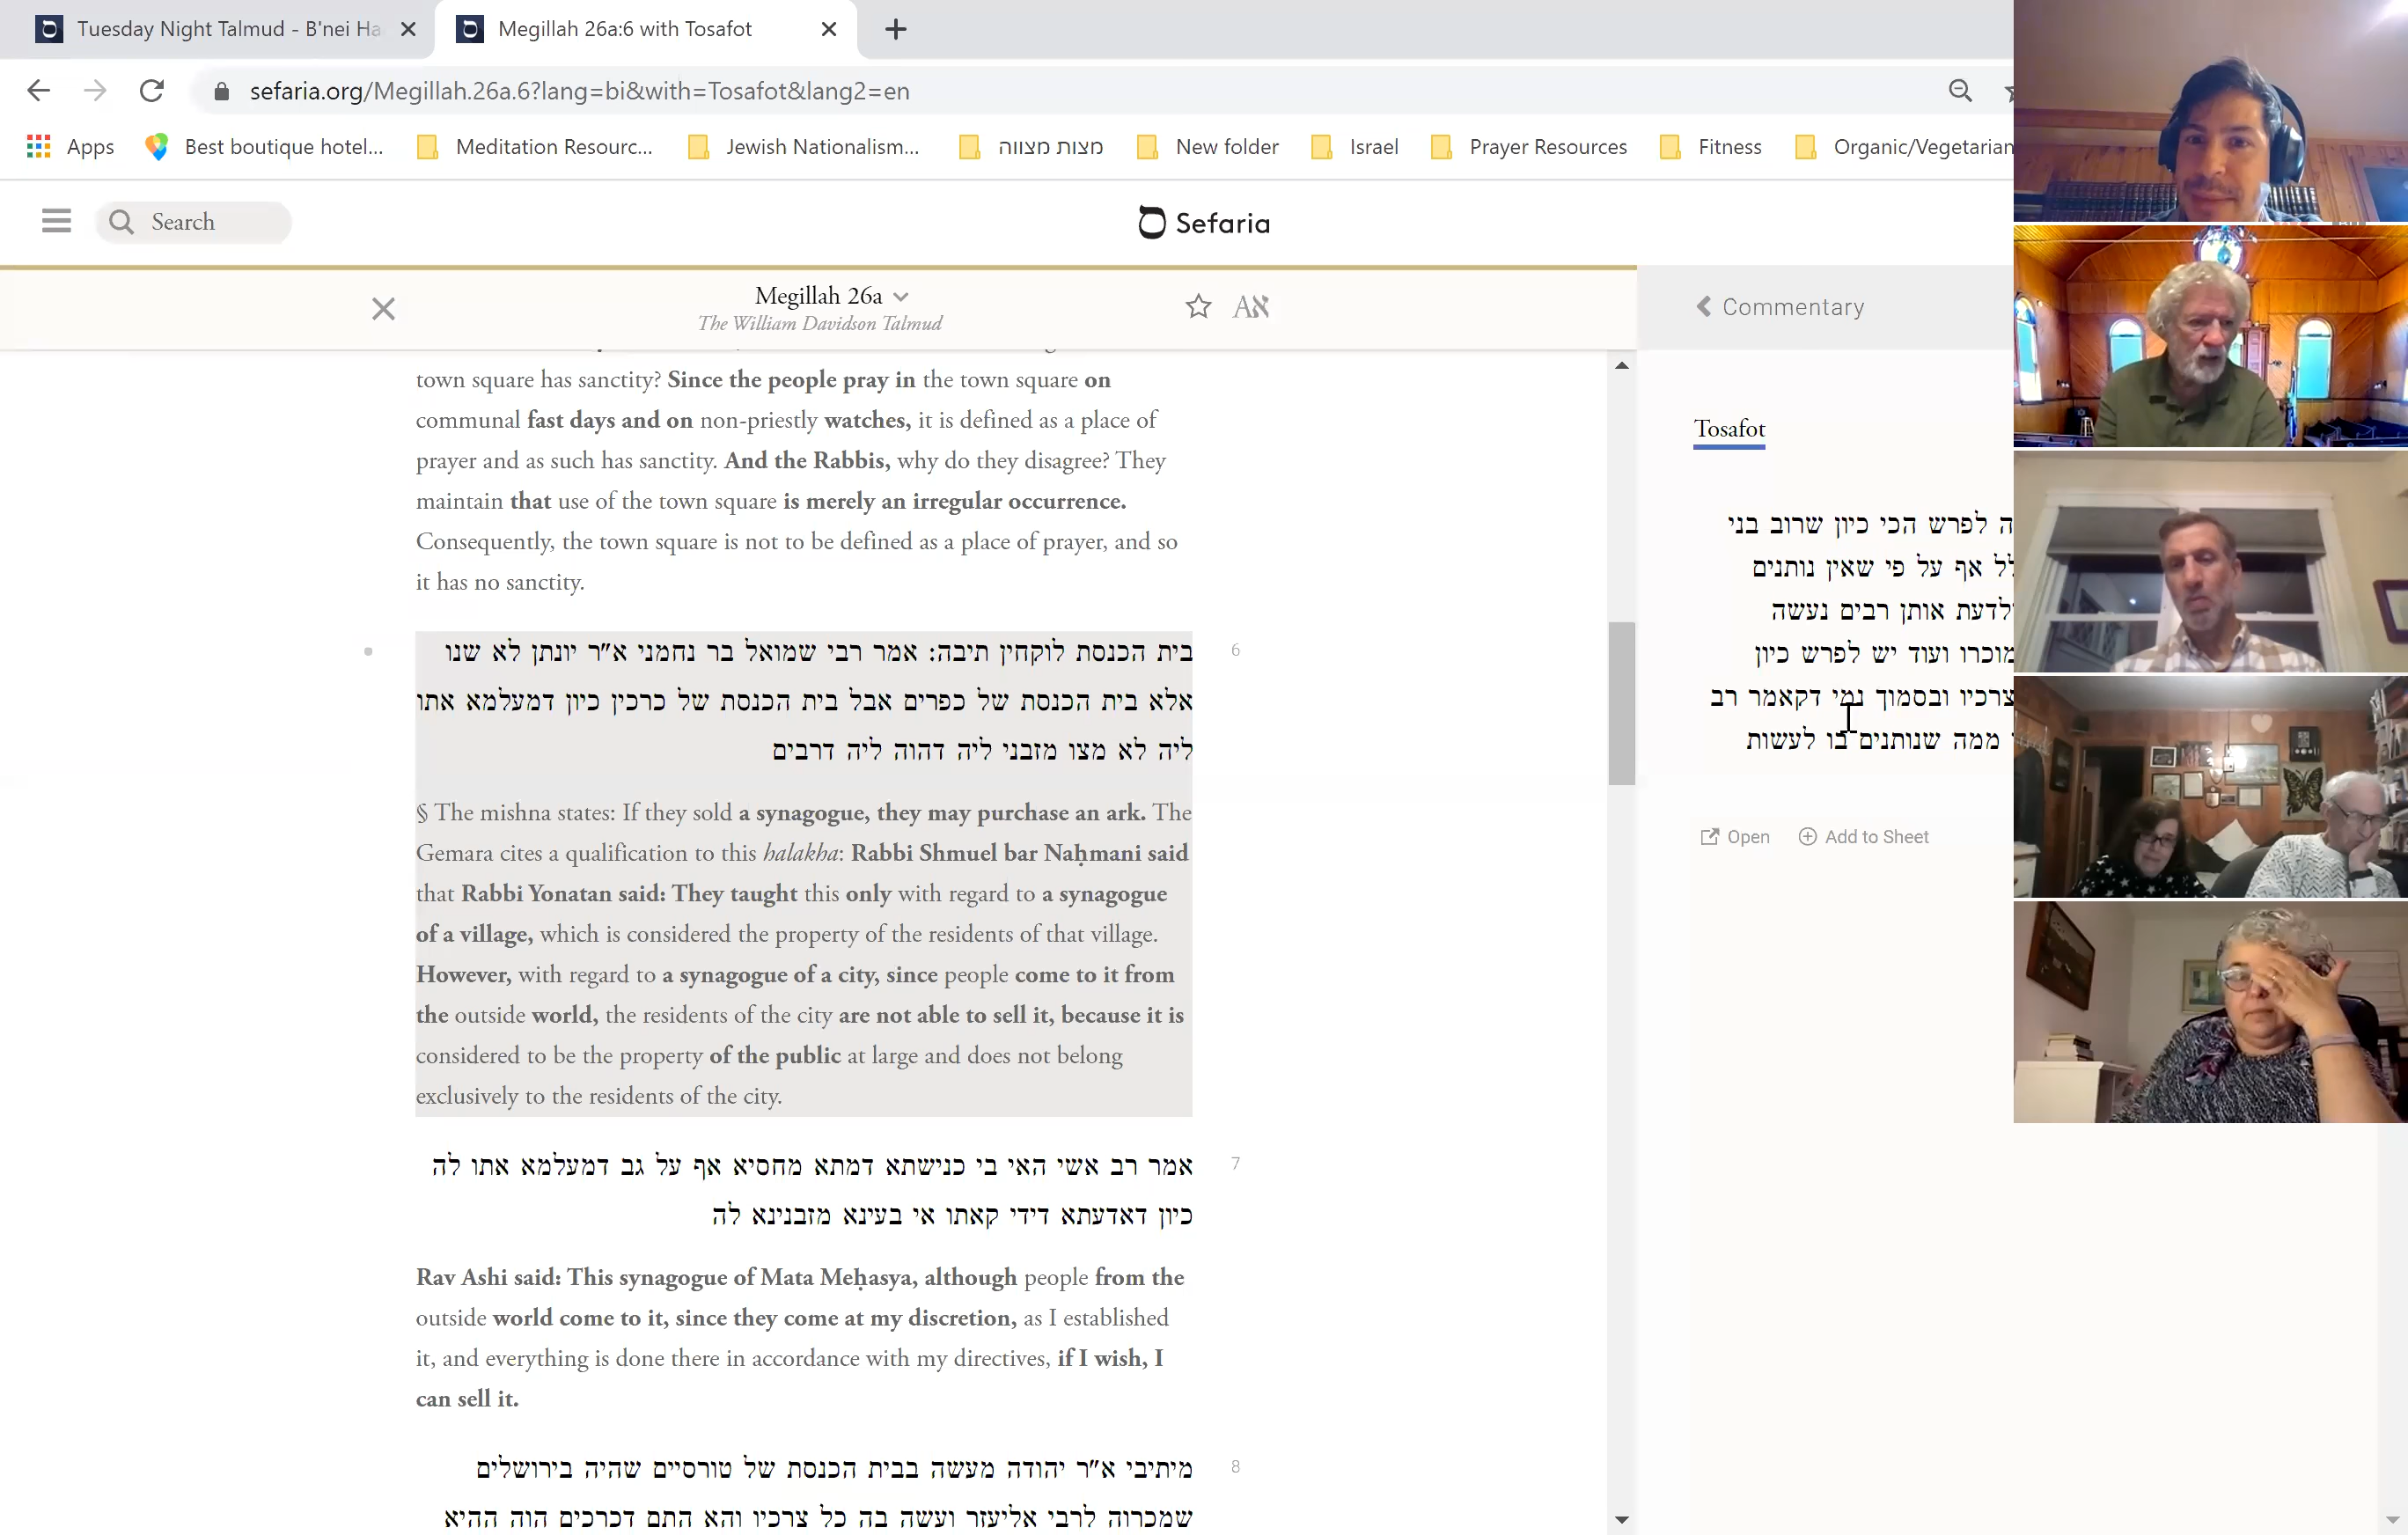 Tuesday Night Talmud - B'nei Ha
Megillah 26a:6 with Tosafot
sefaria.org/Megillah.26a.6?lang=bi&with=Tosafot&lang2=en
Apps
Best boutique hotel...
Meditation Resourc...
Jewish Nationalism...
מצות מצווה
New folder
Israel
Prayer Resources
Fitness
Organic/Vegetarian
Search
Sefaria
Megillah 26a
The William Davidson Talmud
Aא
town square has sanctity? Since the people pray in the town square on
communal fast days and on non-priestly watches, it is defined as a place of
prayer and as such has sanctity. And the Rabbis, why do they disagree? They
maintain that use of the town square is merely an irregular occurrence.
Consequently, the town square is not to be defined as a place of prayer, and so
it has no sanctity.
6
בית הכנסת לוקחין תיבה: אמר רבי שמואל בר נחמני א"ר יונתן לא שנו
אלא בית הכנסת של כפרים אבל בית הכנסת של כרכין כיון דמעלמא אתו
ליה לא מצו מזבני ליה דהוה ליה דרבים
§ The mishna states: If they sold a synagogue, they may purchase an ark. The
Gemara cites a qualification to this halakha: Rabbi Shmuel bar Naḥmani said
that Rabbi Yonatan said: They taught this only with regard to a synagogue
of a village, which is considered the property of the residents of that village.
However, with regard to a synagogue of a city, since people come to it from
the outside world, the residents of the city are not able to sell it, because it is
considered to be the property of the public at large and does not belong
exclusively to the residents of the city.
7
אמר רב אשי האי בי כנישתא דמתא מחסיא אף על גב דמעלמא אתו לה
כיון דאדעתא דידי קאתו אי בעינא מזבנינא לה
Rav Ashi said: This synagogue of Mata Meḥasya, although people from the
outside world come to it, since they come at my discretion, as I established
it, and everything is done there in accordance with my directives, if I wish, I
can sell it.
8
מיתיבי א"ר יהודה מעשה בבית הכנסת של טורסיים שהיה בירושלים
שמכרוה לרבי אליעזר ועשה בה כל צרכיו והא התם דכרכים הוה ההיא
Commentary
Tosafot
לפרש הכי כיון שרוב בני
אף על פי שאין נותנים
לדעת אותן רבים נעשה
מוכרו ועוד יש לפרש כיון
צרכיו ובסמוך נמי דקאמר רב
ממה שנותנים בו לעשות
Open
Add to Sheet